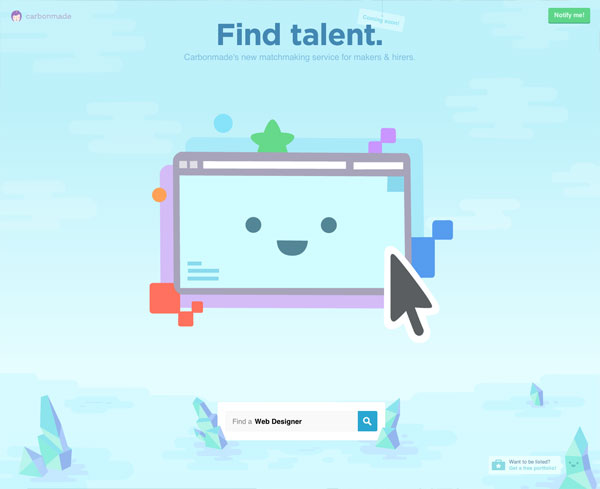 carbonmade
Coming soon!
Notify me!
Find talent.
Carbonmade's new matchmaking service for makers & hirers.
Find a Web Designer
Want to be listed?
Get a free portfolio!